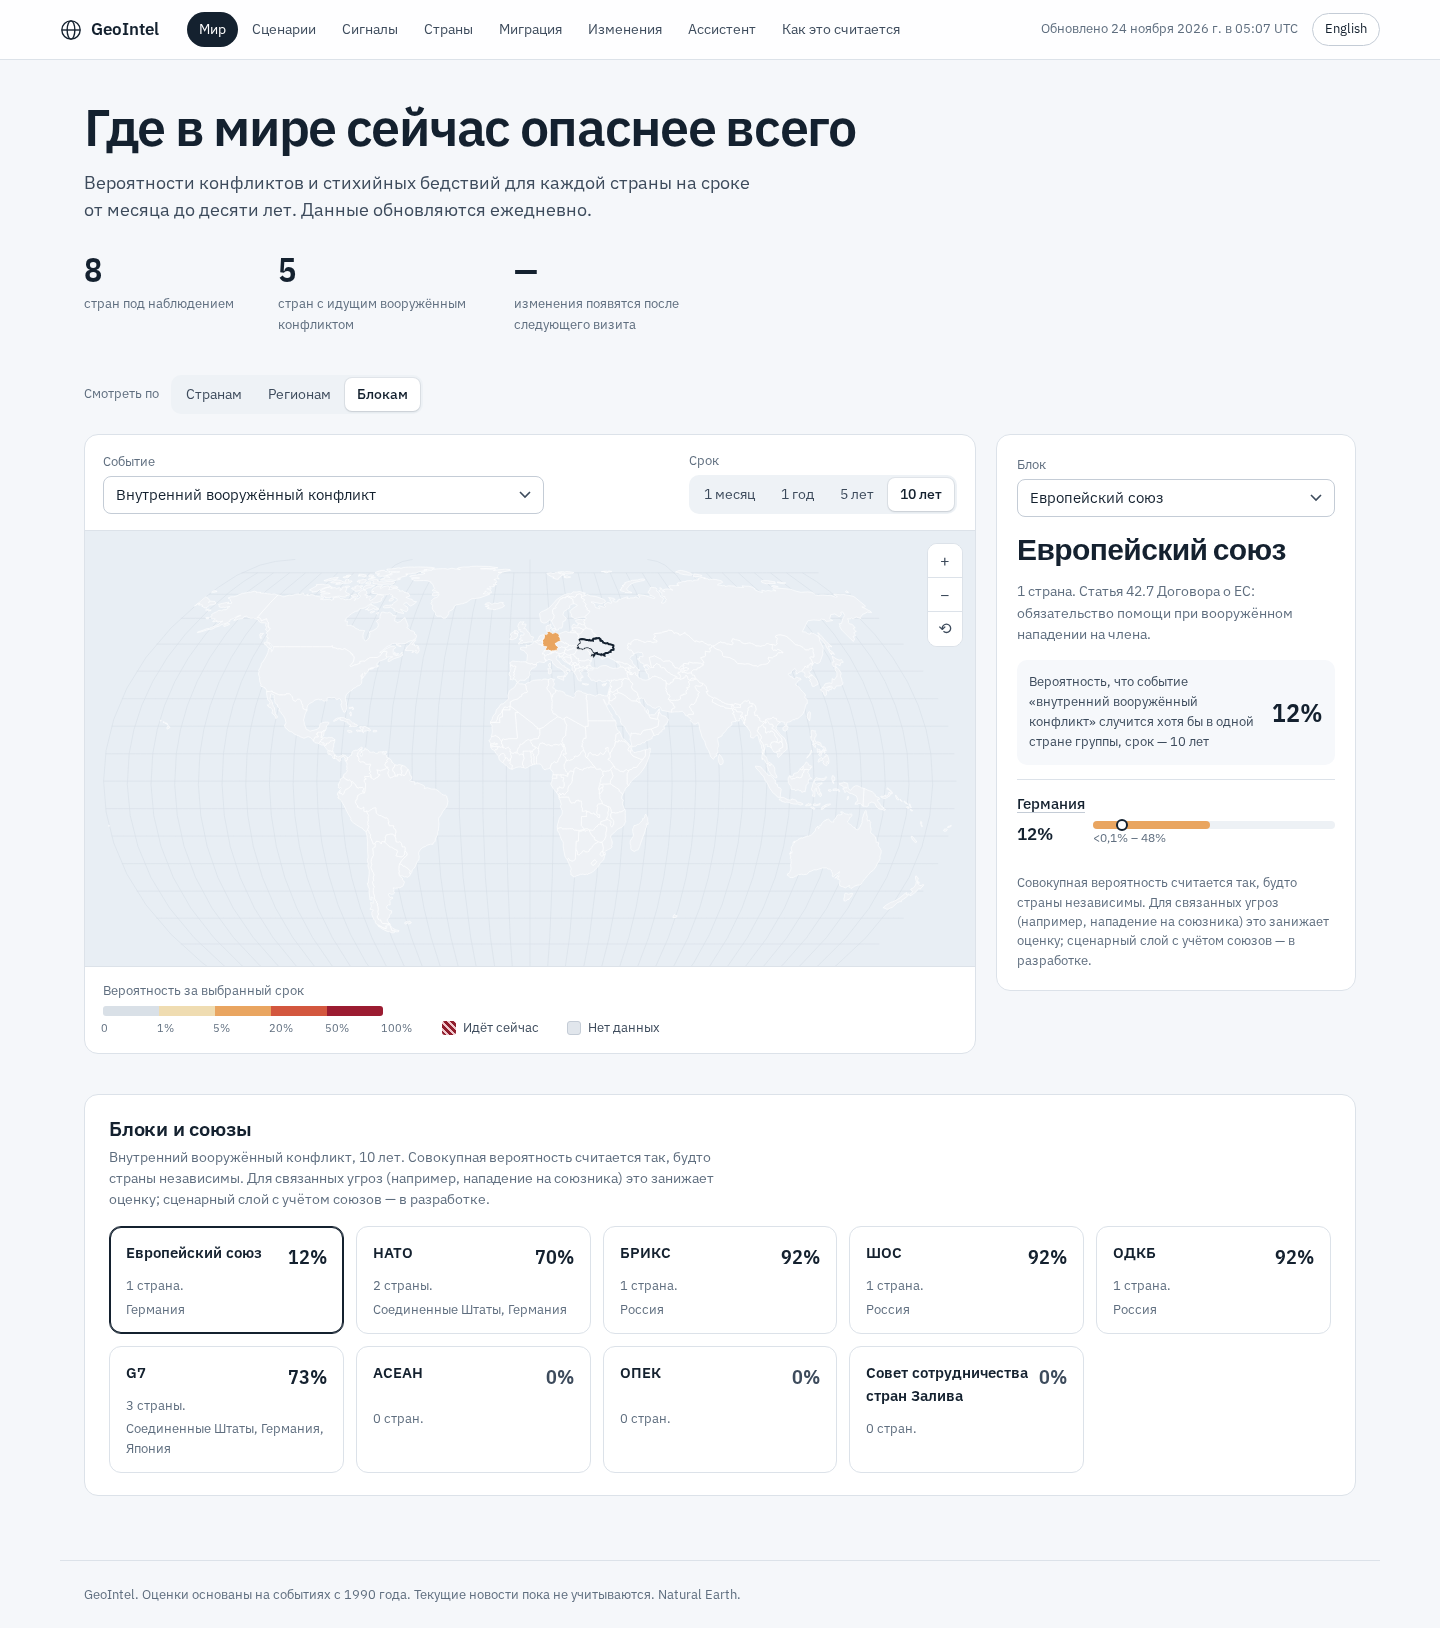 GeoIntel
Мир
Сценарии
Сигналы
Страны
Миграция
Изменения
Ассистент
Как это считается
Обновлено 24 ноября 2026 г. в 05:07 UTC
English
Где в мире сейчас опаснее всего
Вероятности конфликтов и стихийных бедствий для каждой страны на сроке
от месяца до десяти лет. Данные обновляются ежедневно.
8
стран под наблюдением
5
стран с идущим вооружённым
конфликтом
—
изменения появятся после
следующего визита
Смотреть по
Странам
Регионам
Блокам
Событие
Внутренний вооружённый конфликт
Срок
1 месяц
1 год
5 лет
10 лет
+
−
⟲
Вероятность за выбранный срок
0
1%
5%
20%
50%
100%
Идёт сейчас
Нет данных
Блок
Европейский союз
Европейский союз
1 страна. Статья 42.7 Договора о ЕС:
обязательство помощи при вооружённом
нападении на члена.
Вероятность, что событие
«внутренний вооружённый
конфликт» случится хотя бы в одной
стране группы, срок — 10 лет
12%
Германия
12%
<0,1% – 48%
Совокупная вероятность считается так, будто
страны независимы. Для связанных угроз
(например, нападение на союзника) это занижает
оценку; сценарный слой с учётом союзов — в
разработке.
Блоки и союзы
Внутренний вооружённый конфликт, 10 лет. Совокупная вероятность считается так, будто
страны независимы. Для связанных угроз (например, нападение на союзника) это занижает
оценку; сценарный слой с учётом союзов — в разработке.
Европейский союз
12%
1 страна.
Германия
НАТО
70%
2 страны.
Соединенные Штаты, Германия
БРИКС
92%
1 страна.
Россия
ШОС
92%
1 страна.
Россия
ОДКБ
92%
1 страна.
Россия
G7
73%
3 страны.
Соединенные Штаты, Германия,
Япония
АСЕАН
0%
0 стран.
ОПЕК
0%
0 стран.
Совет сотрудничества
стран Залива
0%
0 стран.
GeoIntel. Оценки основаны на событиях с 1990 года. Текущие новости пока не учитываются. Natural Earth.